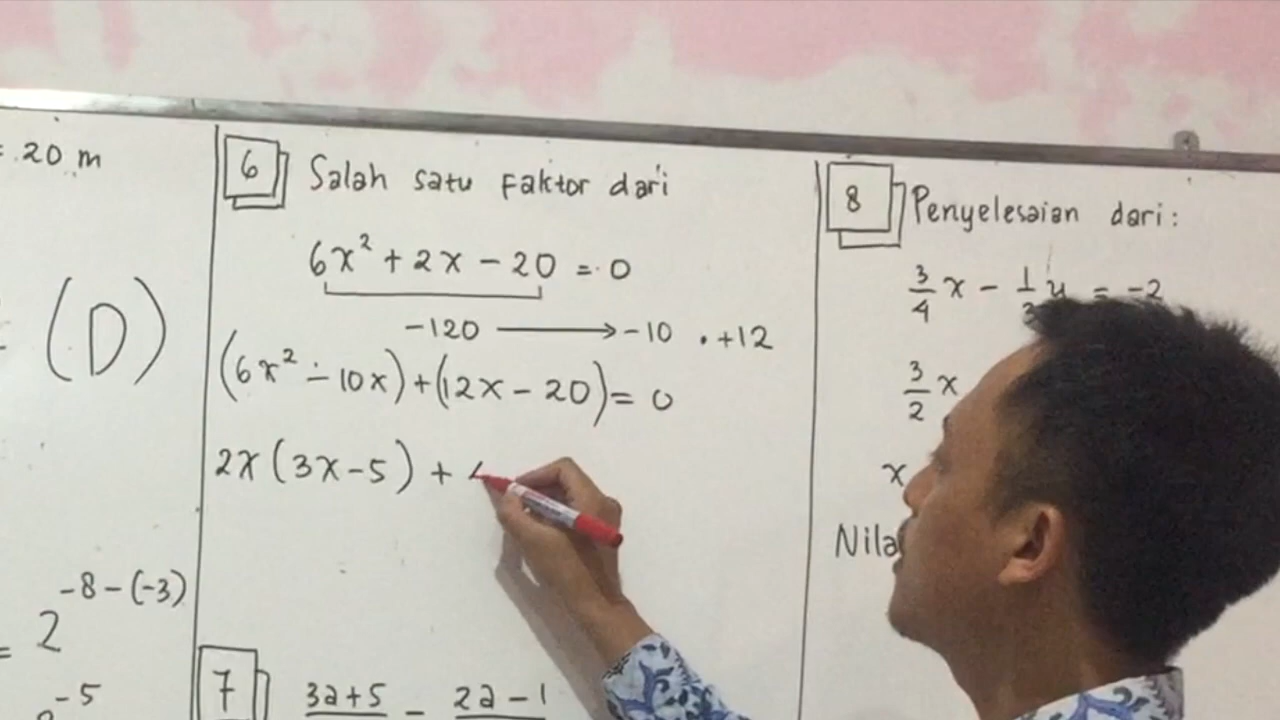 = 20 m
(D)
= 2^{-8-(-3)}
-5
6 Salah satu faktor dari
6x² + 2x - 20 = 0
-120 → -10 . +12
(6x² - 10x) + (12x - 20) = 0
2x(3x-5) + 4
7 3a+5 - 2a-1
8 Penyelesaian dari:
3/4 x - 1/3 y = -2
3/2 x
x